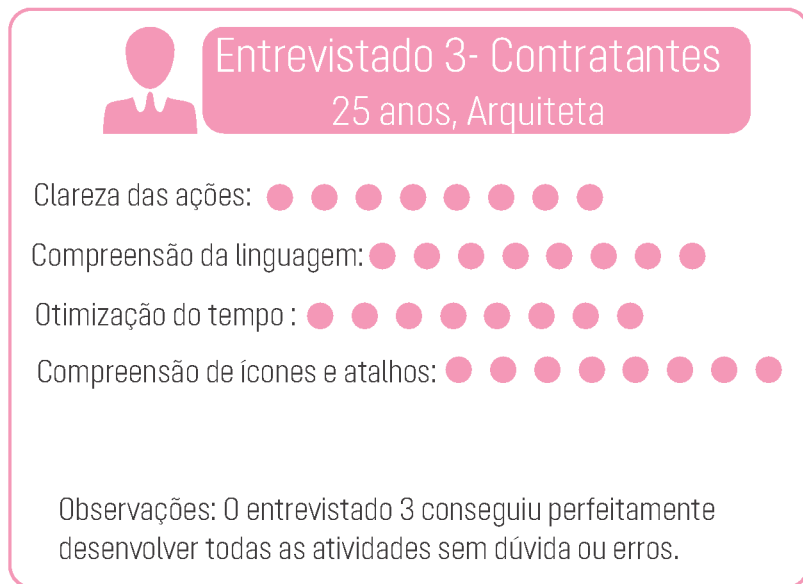 Entrevistado 3- Contratantes
25 anos, Arquiteta
Clareza das ações:
Compreensão da linguagem:
Otimização do tempo :
Compreensão de ícones e atalhos:
Observações: O entrevistado 3 conseguiu perfeitamente
desenvolver todas as atividades sem dúvida ou erros.